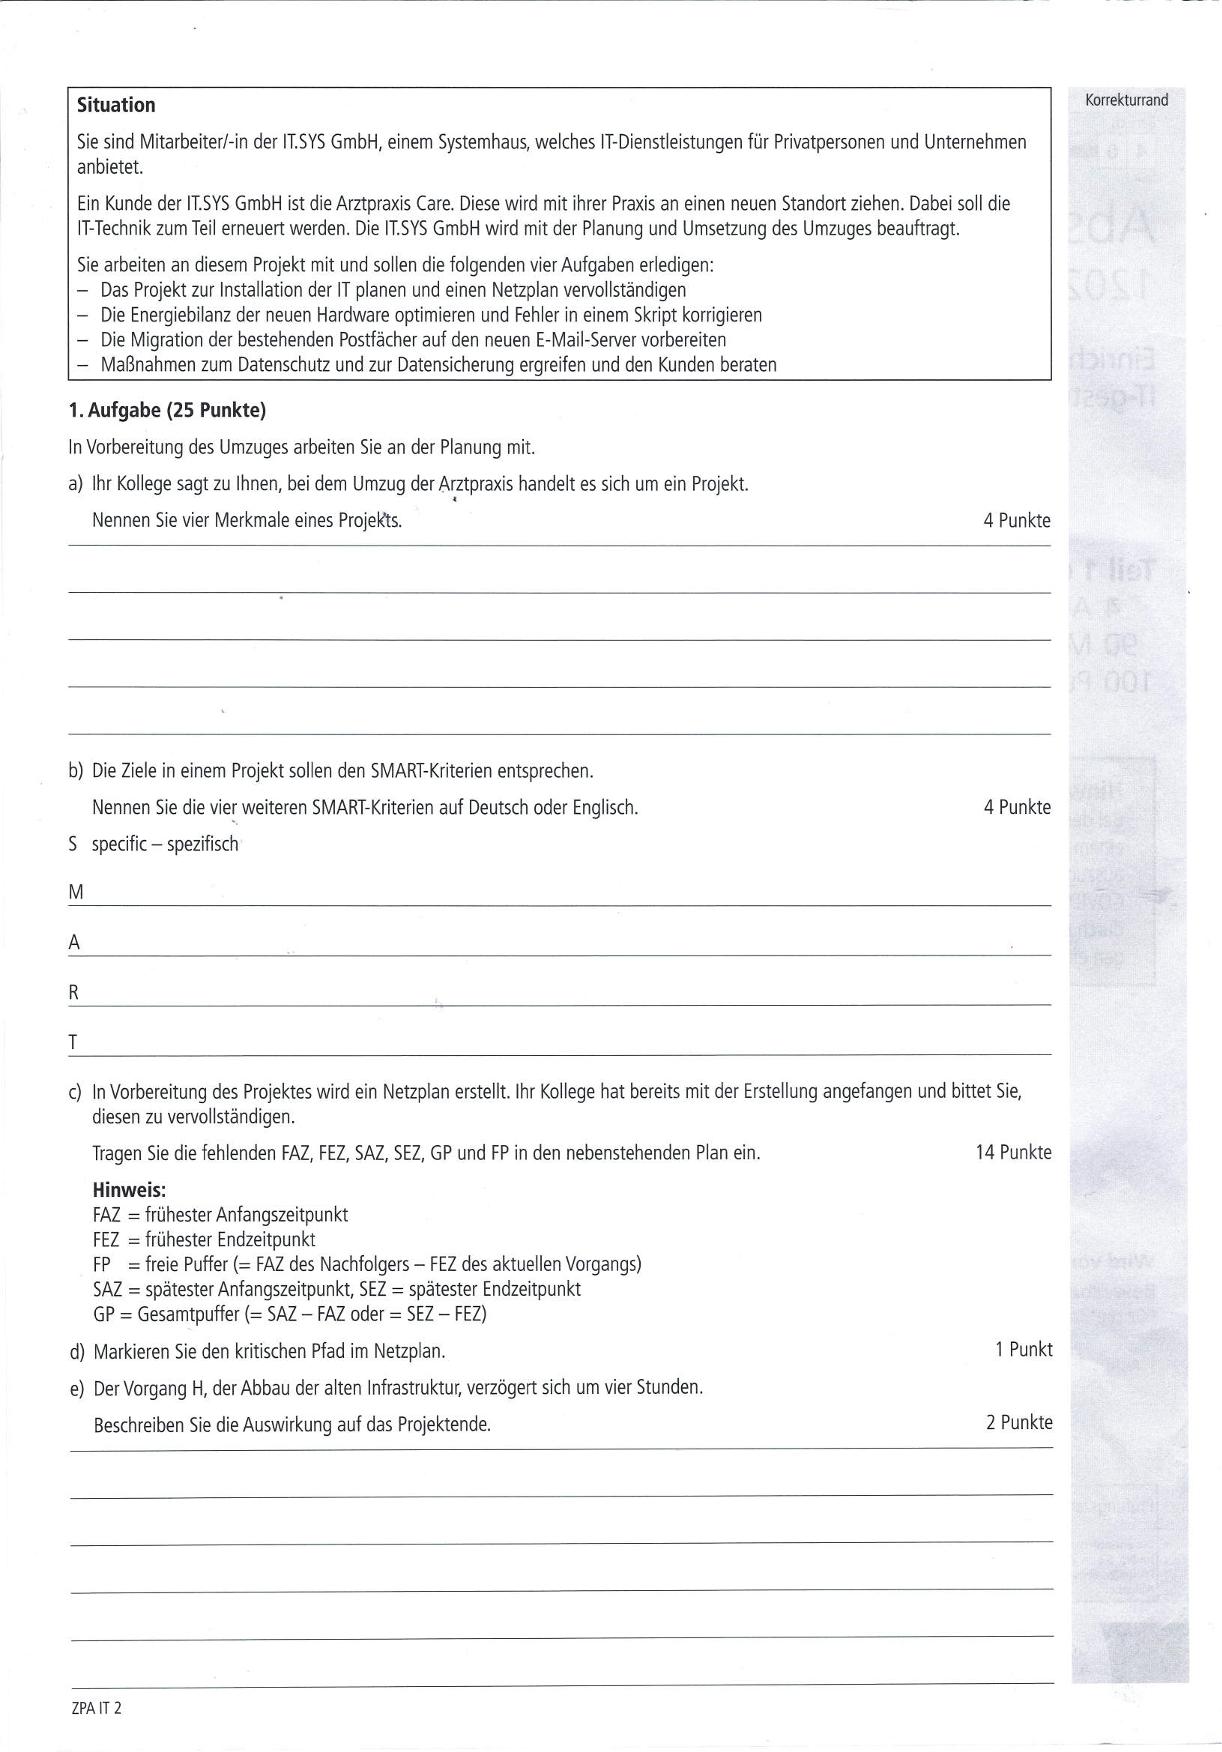 Korrekturrand
Situation
Sie sind Mitarbeiter/-in der IT.SYS GmbH, einem Systemhaus, welches IT-Dienstleistungen für Privatpersonen und Unternehmen
anbietet.
Ein Kunde der IT.SYS GmbH ist die Arztpraxis Care. Diese wird mit ihrer Praxis an einen neuen Standort ziehen. Dabei soll die
IT-Technik zum Teil erneuert werden. Die IT.SYS GmbH wird mit der Planung und Umsetzung des Umzuges beauftragt.
Sie arbeiten an diesem Projekt mit und sollen die folgenden vier Aufgaben erledigen:
– Das Projekt zur Installation der IT planen und einen Netzplan vervollständigen
– Die Energiebilanz der neuen Hardware optimieren und Fehler in einem Skript korrigieren
– Die Migration der bestehenden Postfächer auf den neuen E-Mail-Server vorbereiten
– Maßnahmen zum Datenschutz und zur Datensicherung ergreifen und den Kunden beraten
1. Aufgabe (25 Punkte)
In Vorbereitung des Umzuges arbeiten Sie an der Planung mit.
a) Ihr Kollege sagt zu Ihnen, bei dem Umzug der Arztpraxis handelt es sich um ein Projekt.
Nennen Sie vier Merkmale eines Projekts. 4 Punkte
b) Die Ziele in einem Projekt sollen den SMART-Kriterien entsprechen.
Nennen Sie die vier weiteren SMART-Kriterien auf Deutsch oder Englisch. 4 Punkte
S specific – spezifisch
M
A
R
T
c) In Vorbereitung des Projektes wird ein Netzplan erstellt. Ihr Kollege hat bereits mit der Erstellung angefangen und bittet Sie,
diesen zu vervollständigen.
Tragen Sie die fehlenden FAZ, FEZ, SAZ, SEZ, GP und FP in den nebenstehenden Plan ein. 14 Punkte
Hinweis:
FAZ = frühester Anfangszeitpunkt
FEZ = frühester Endzeitpunkt
FP = freie Puffer (= FAZ des Nachfolgers – FEZ des aktuellen Vorgangs)
SAZ = spätester Anfangszeitpunkt, SEZ = spätester Endzeitpunkt
GP = Gesamtpuffer (= SAZ – FAZ oder = SEZ – FEZ)
d) Markieren Sie den kritischen Pfad im Netzplan. 1 Punkt
e) Der Vorgang H, der Abbau der alten Infrastruktur, verzögert sich um vier Stunden.
Beschreiben Sie die Auswirkung auf das Projektende. 2 Punkte
ZPA IT 2